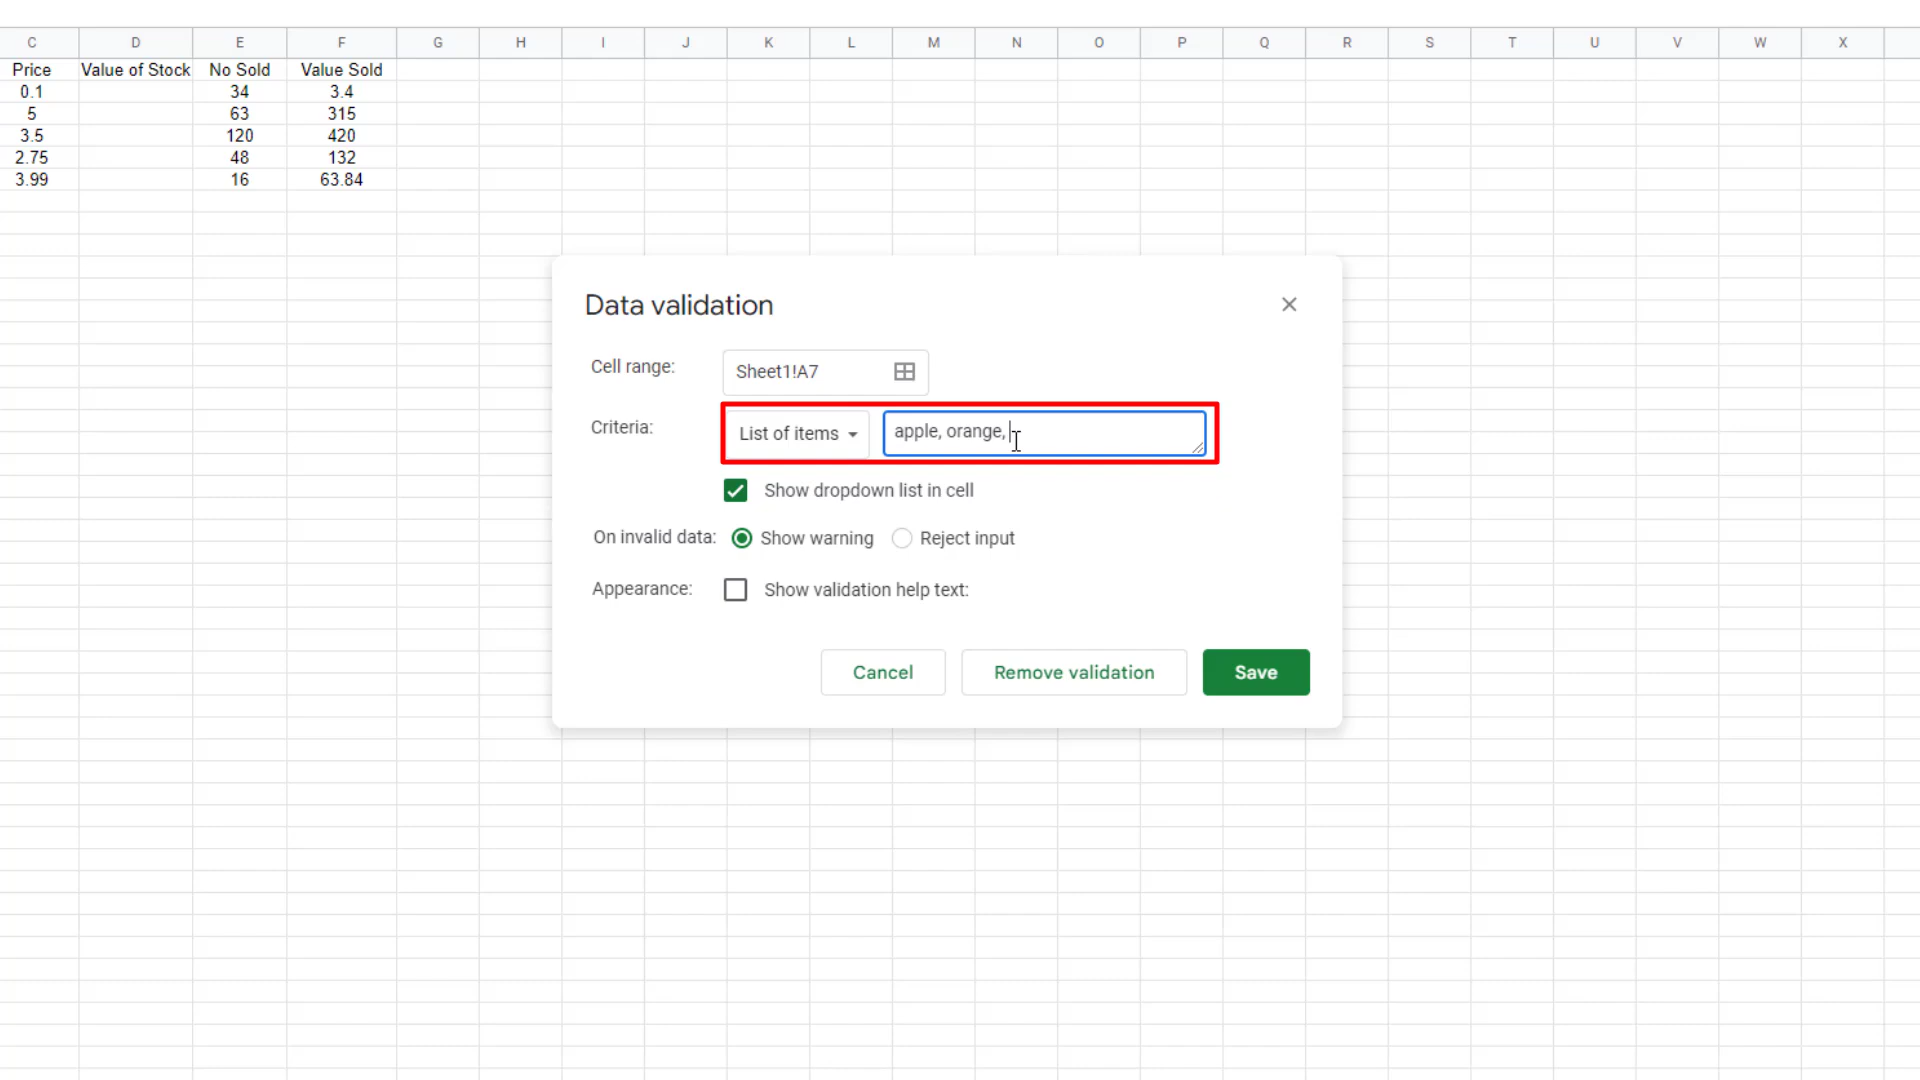 C D E F G H I J K L M N O P Q R S T U V W X
Price Value of Stock No Sold Value Sold
0.1 34 3.4
5 63 315
3.5 120 420
2.75 48 132
3.99 16 63.84
Data validation
Cell range: Sheet1!A7
Criteria: List of items apple, orange,
Show dropdown list in cell
On invalid data: Show warning Reject input
Appearance: Show validation help text:
Cancel Remove validation Save